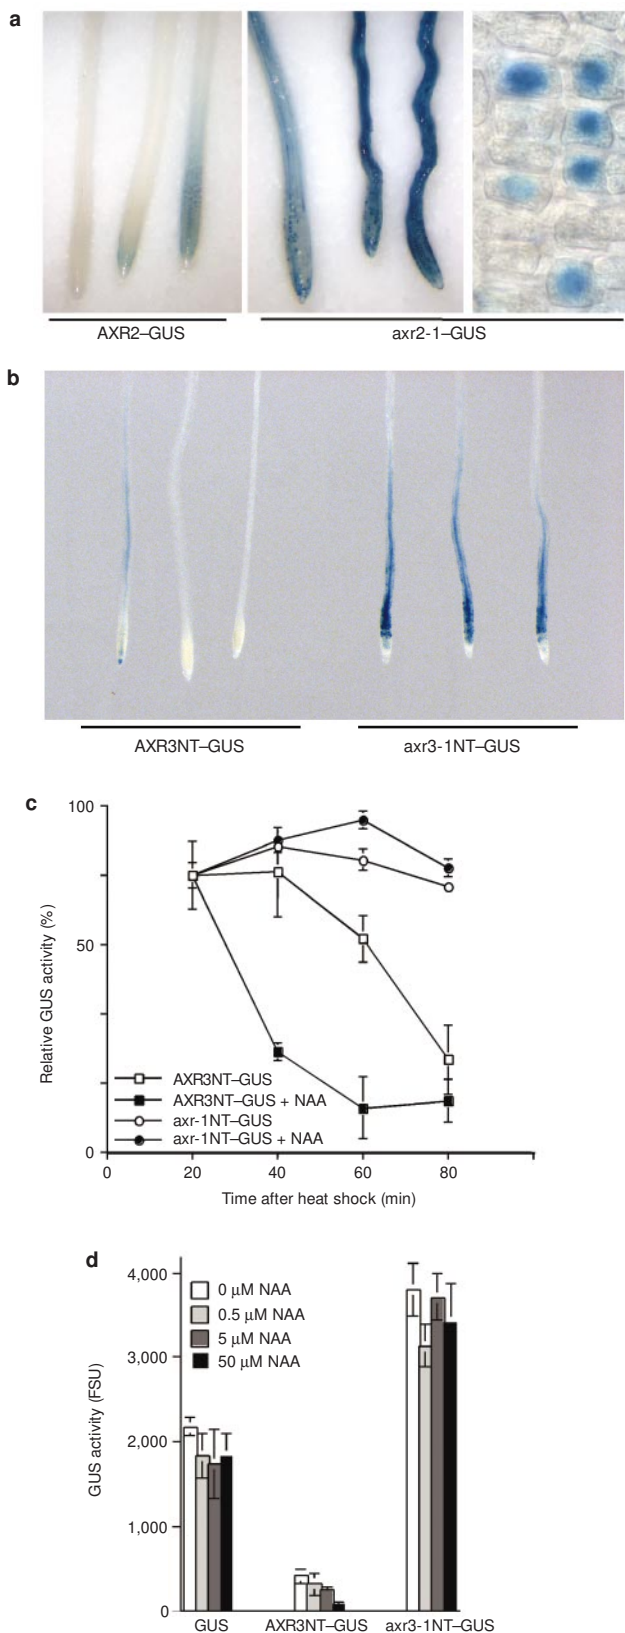 a
AXR2–GUS
axr2-1–GUS
b
AXR3NT–GUS
axr3-1NT–GUS
c
100
50
0
Relative GUS activity (%)
AXR3NT–GUS
AXR3NT–GUS + NAA
axr-1NT–GUS
axr-1NT–GUS + NAA
0 20 40 60 80
Time after heat shock (min)
d
4,000
3,000
2,000
1,000
0
GUS activity (FSU)
0 μM NAA
0.5 μM NAA
5 μM NAA
50 μM NAA
GUS AXR3NT–GUS axr3-1NT–GUS